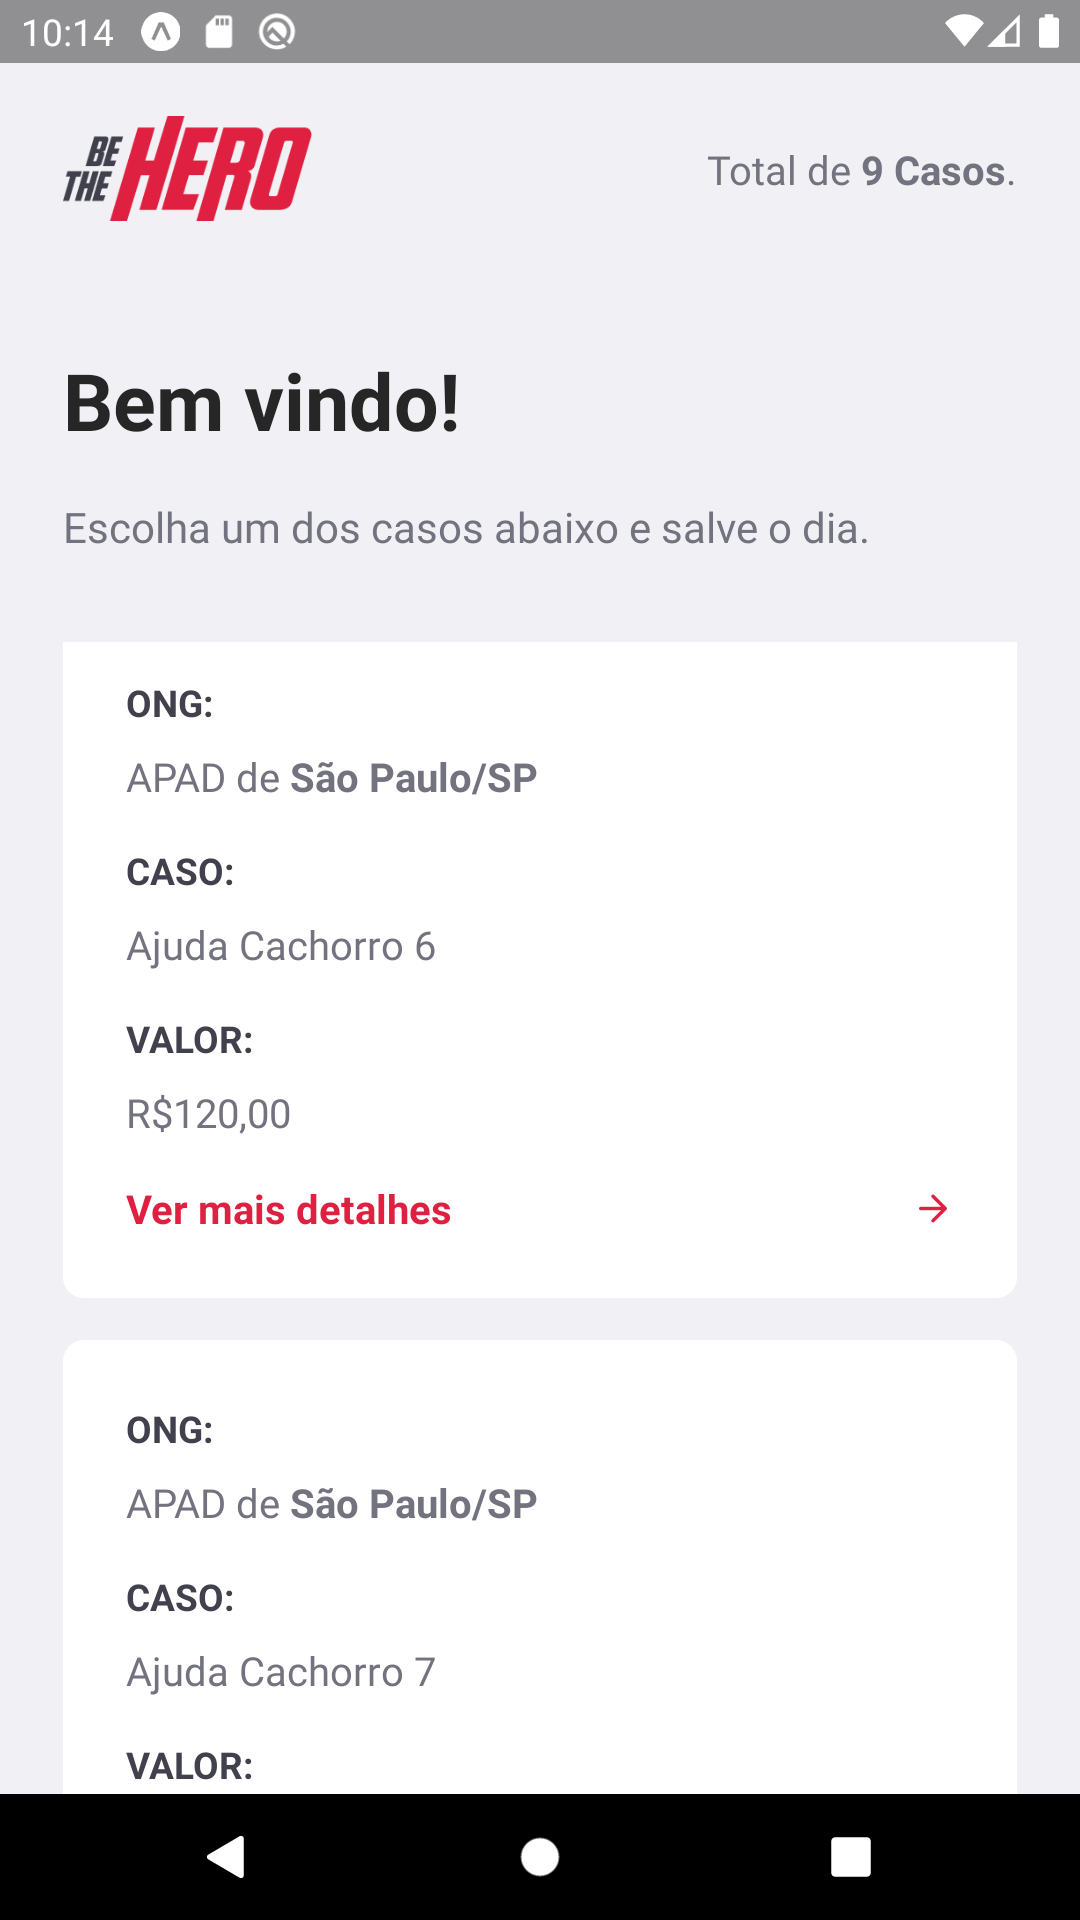 10:14
BE
THE HERO
Total de 9 Casos.
Bem vindo!
Escolha um dos casos abaixo e salve o dia.
ONG:
APAD de São Paulo/SP
CASO:
Ajuda Cachorro 6
VALOR:
R$120,00
Ver mais detalhes
ONG:
APAD de São Paulo/SP
CASO:
Ajuda Cachorro 7
VALOR: